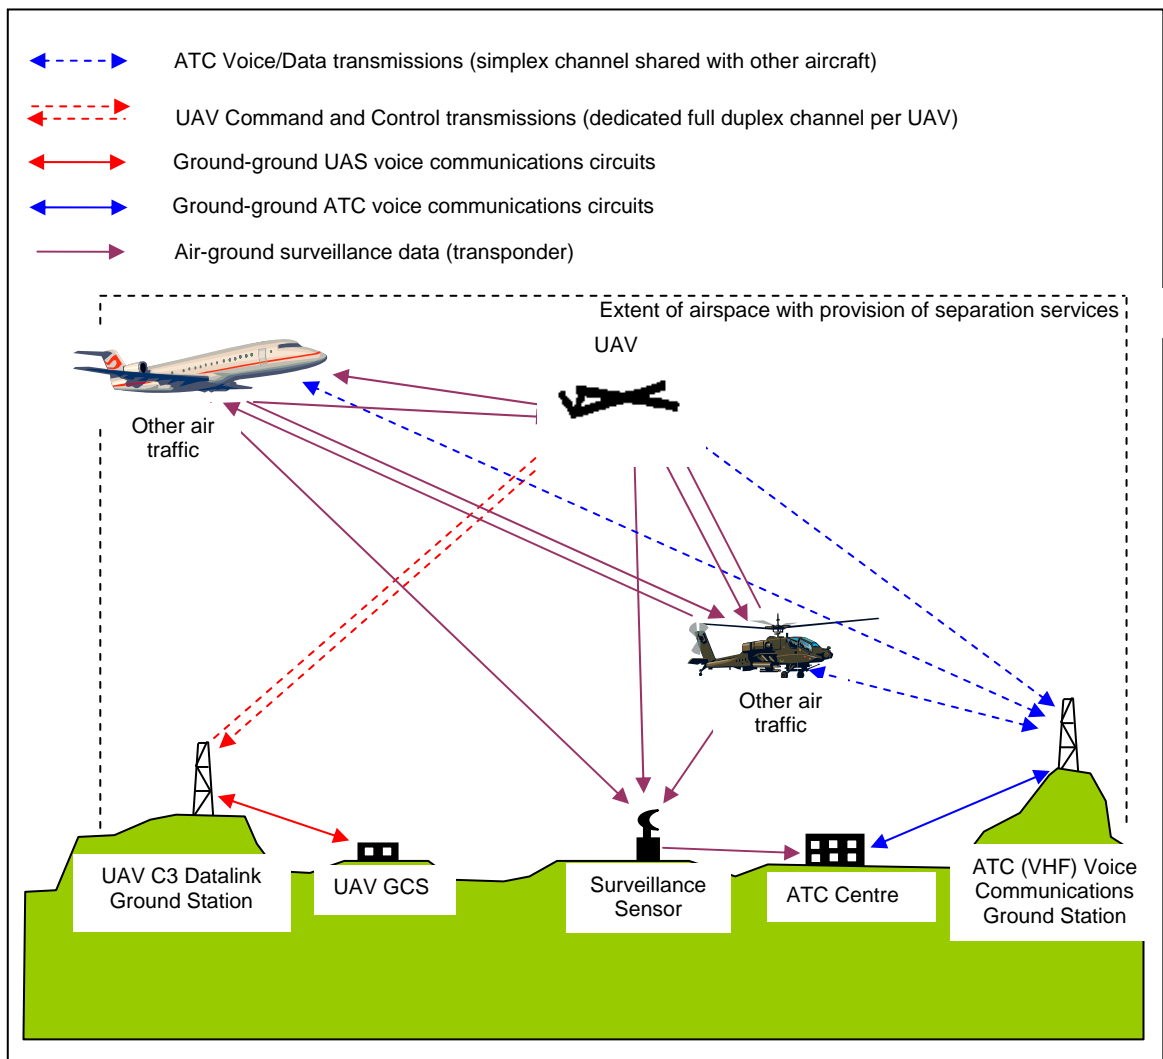 ATC Voice/Data transmissions (simplex channel shared with other aircraft)
UAV Command and Control transmissions (dedicated full duplex channel per UAV)
Ground-ground UAS voice communications circuits
Ground-ground ATC voice communications circuits
Air-ground surveillance data (transponder)
Extent of airspace with provision of separation services
UAV
Other air
traffic
Other air
traffic
UAV C3 Datalink
Ground Station
UAV GCS
Surveillance
Sensor
ATC Centre
ATC (VHF) Voice
Communications
Ground Station